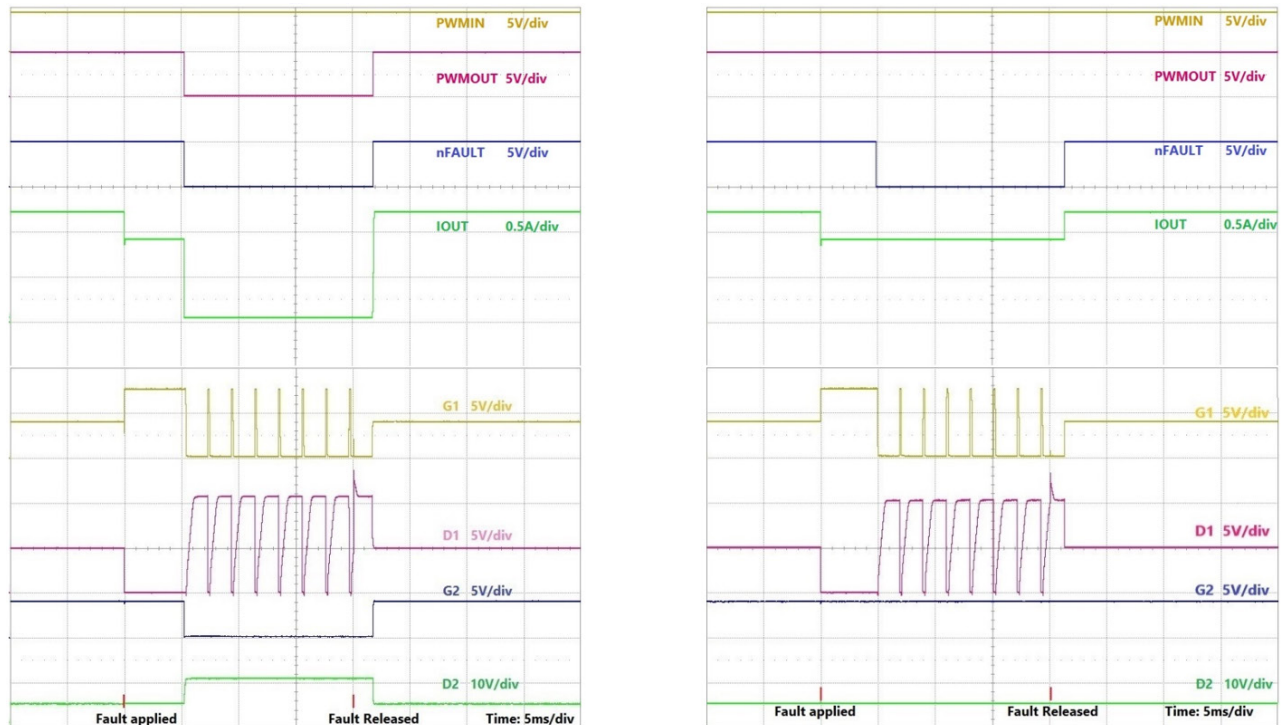 PWMIN 5V/div
PWMOUT 5V/div
nFAULT 5V/div
IOUT 0.5A/div
G1 5V/div
D1 5V/div
G2 5V/div
D2 10V/div
Fault applied Fault Released Time: 5ms/div
PWMIN 5V/div
PWMOUT 5V/div
nFAULT 5V/div
IOUT 0.5A/div
G1 5V/div
D1 5V/div
G2 5V/div
D2 10V/div
Fault applied Fault Released Time: 5ms/div